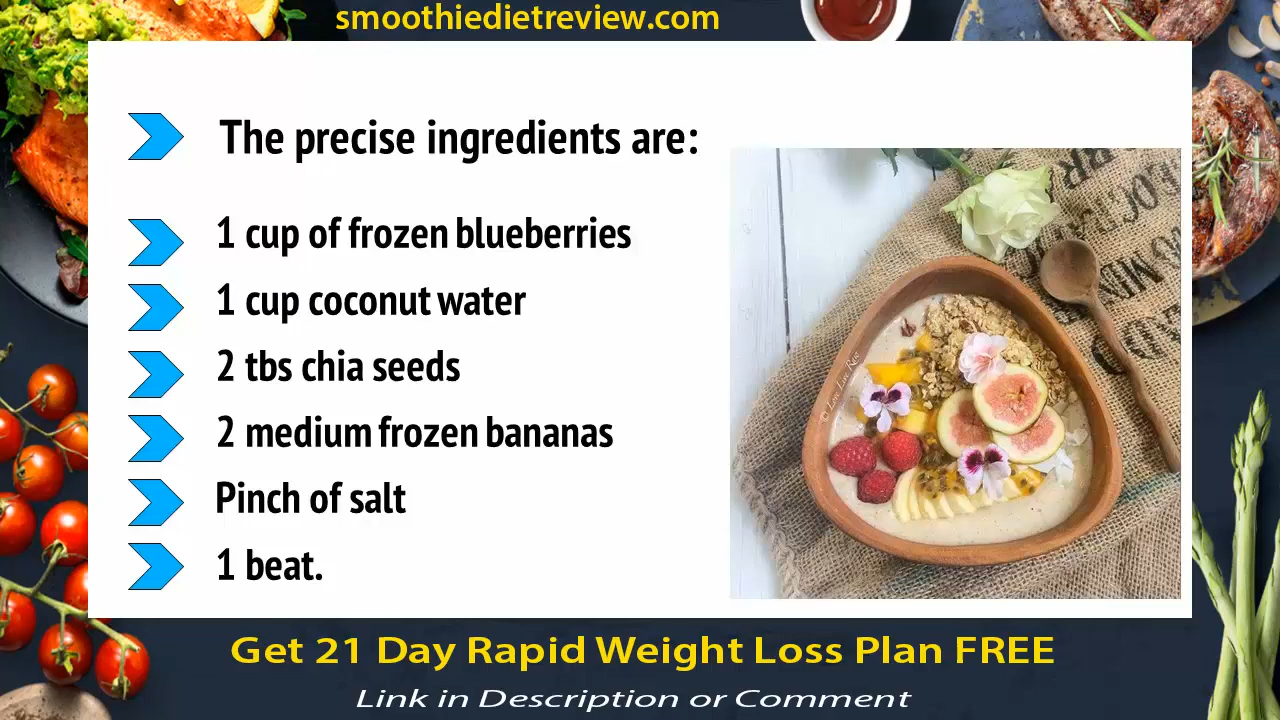 smoothiedietreview.com
The precise ingredients are:
1 cup of frozen blueberries
1 cup coconut water
2 tbs chia seeds
2 medium frozen bananas
Pinch of salt
1 beat.
Get 21 Day Rapid Weight Loss Plan FREE
Link in Description or Comment